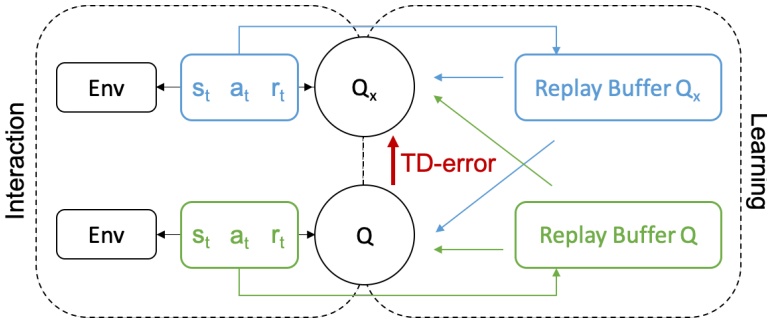 Interaction
Env
sₜ aₜ rₜ
Qₓ
Replay Buffer Qₓ
TD-error
Env
sₜ aₜ rₜ
Q
Replay Buffer Q
Learning